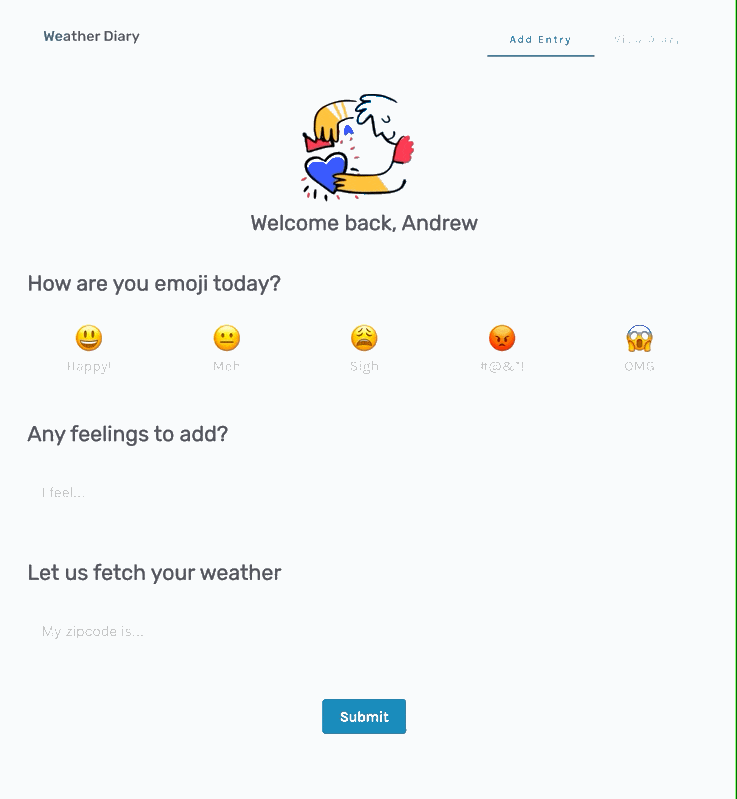 Weather Diary
Add Entry
View Diary
Welcome back, Andrew
How are you emoji today?
Happy!
Meh
Sigh
#@&*!
OMG
Any feelings to add?
I feel...
Let us fetch your weather
My zipcode is...
Submit